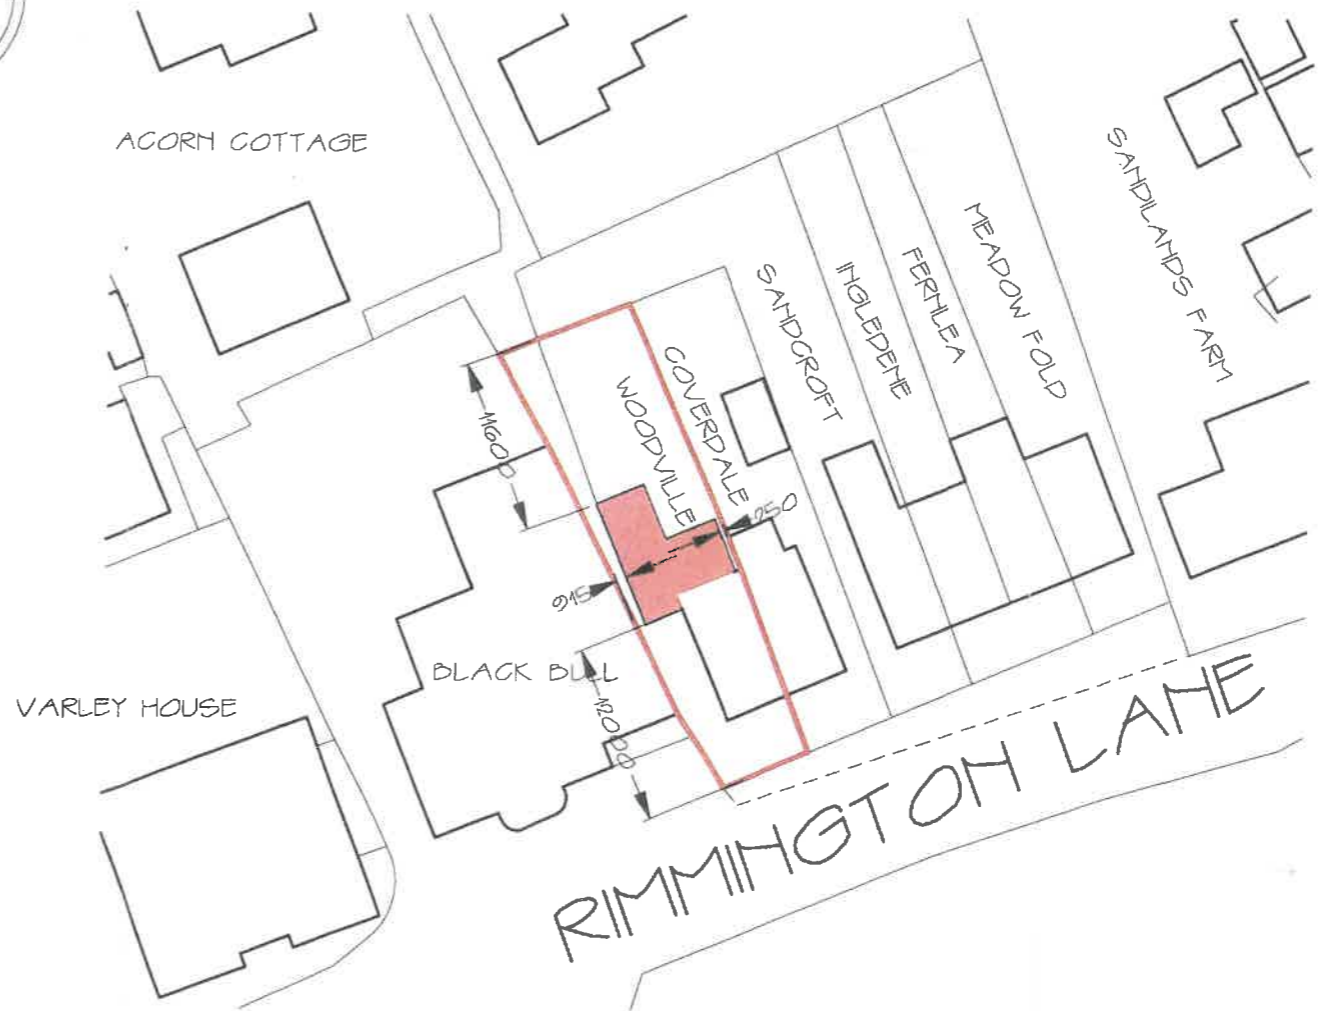 ACORN COTTAGE
SANDILANDS FARM
MEADOW FOLD
FERNLEA
INGLEDENE
SANDCROFT
COVERDALE
WOODVILLE
11600
250
915
BLACK BULL
VARLEY HOUSE
12000
RIMMINGTON LANE